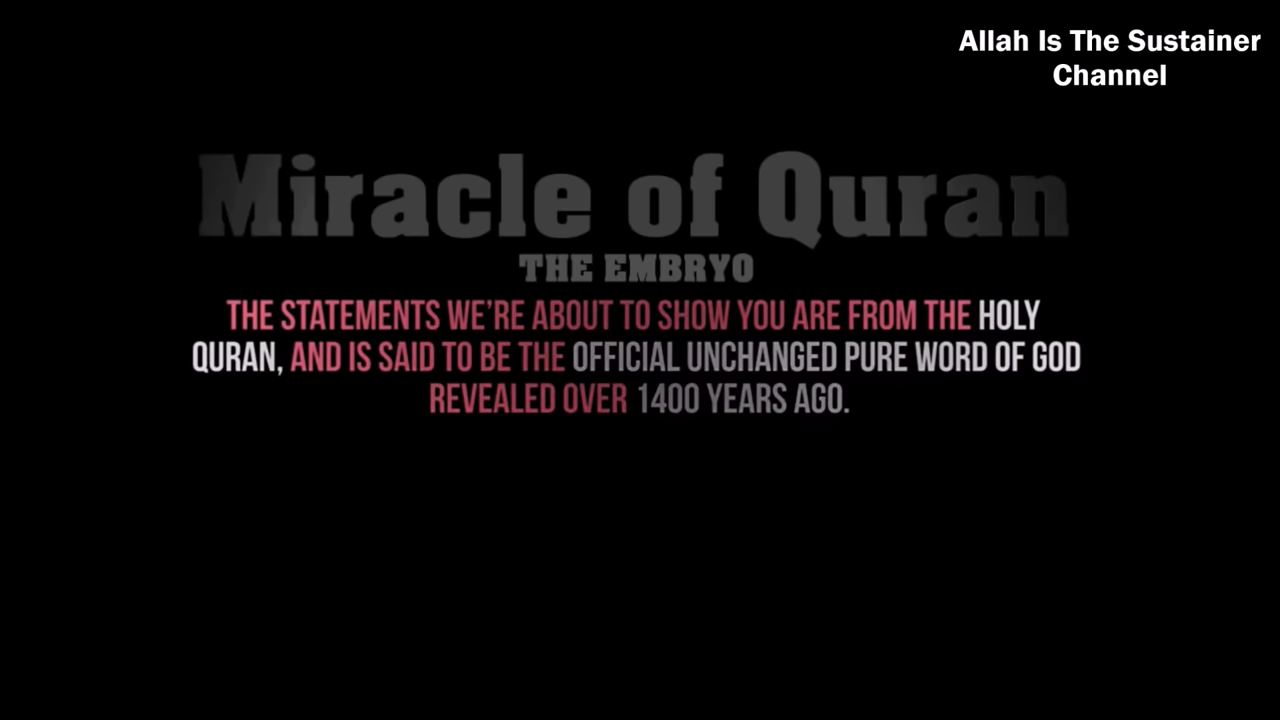 Allah Is The Sustainer
Channel
Miracle of Quran
THE EMBRYO
THE STATEMENTS WE'RE ABOUT TO SHOW YOU ARE FROM THE HOLY
QURAN, AND IS SAID TO BE THE OFFICIAL UNCHANGED PURE WORD OF GOD
REVEALED OVER 1400 YEARS AGO.